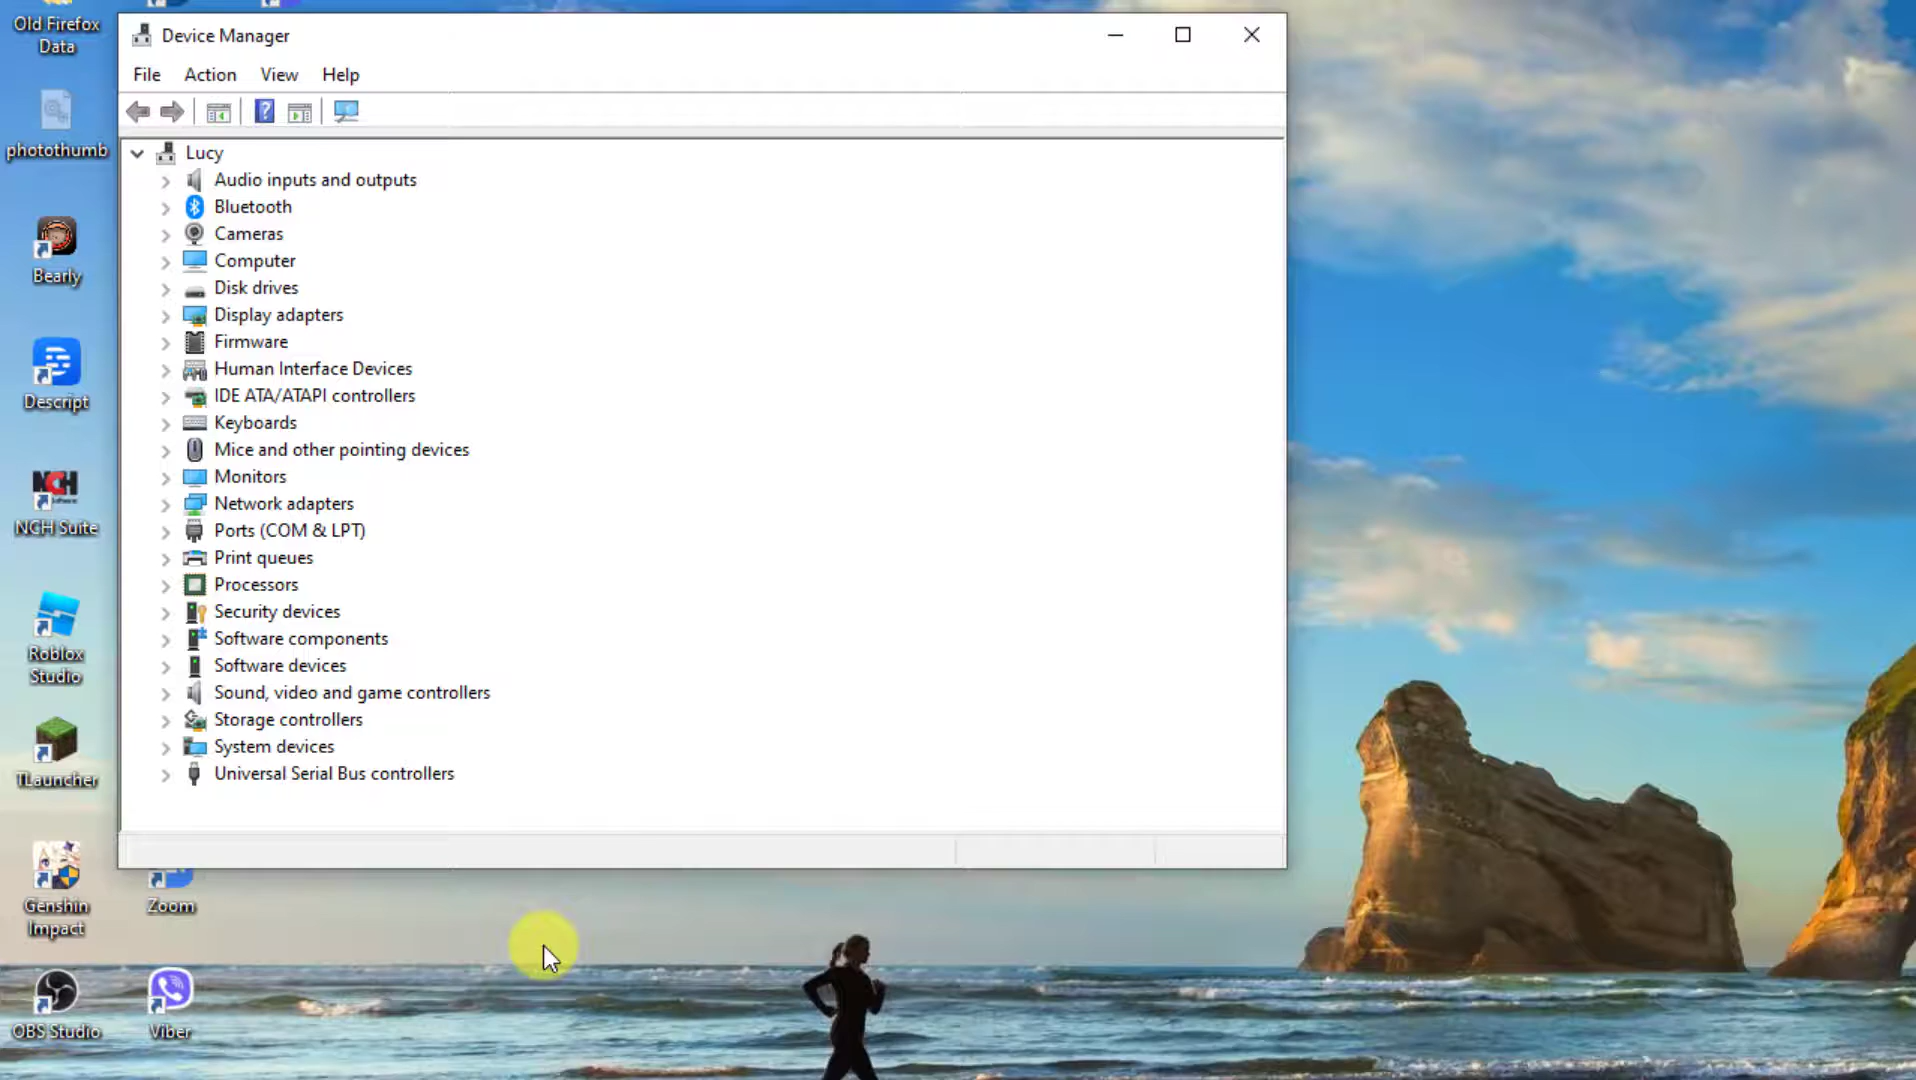 Old Firefox
Data
photothumb
Bearly
Descript
NCH
NCH Suite
Roblox
Studio
TLauncher
Genshin
Impact
Zoom
OBS Studio
Viber
Device Manager
File Action View Help
?
Lucy
Audio inputs and outputs
Bluetooth
Cameras
Computer
Disk drives
Display adapters
Firmware
Human Interface Devices
IDE ATA/ATAPI controllers
Keyboards
Mice and other pointing devices
Monitors
Network adapters
Ports (COM & LPT)
Print queues
Processors
Security devices
Software components
Software devices
Sound, video and game controllers
Storage controllers
System devices
Universal Serial Bus controllers